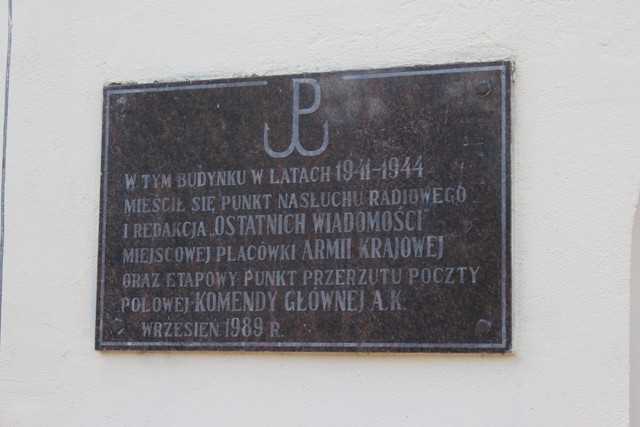 W TYM BUDYNKU W LATACH 1941-1944
MIEŚCIŁ SIĘ PUNKT NASŁUCHU RADIOWEGO
I REDAKCJA „OSTATNICH WIADOMOŚCI”
MIEJSCOWEJ PLACÓWKI ARMII KRAJOWEJ
ORAZ ETAPOWY PUNKT PRZERZUTU POCZTY
POLOWEJ KOMENDY GŁÓWNEJ A.K.
WRZESIEŃ 1989 R.